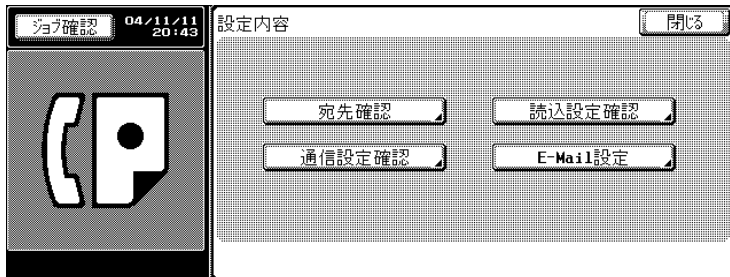 ジョブ確認
04/11/11
20:43
設定内容
閉じる
宛先確認
読込設定確認
通信設定確認
E-Mail設定